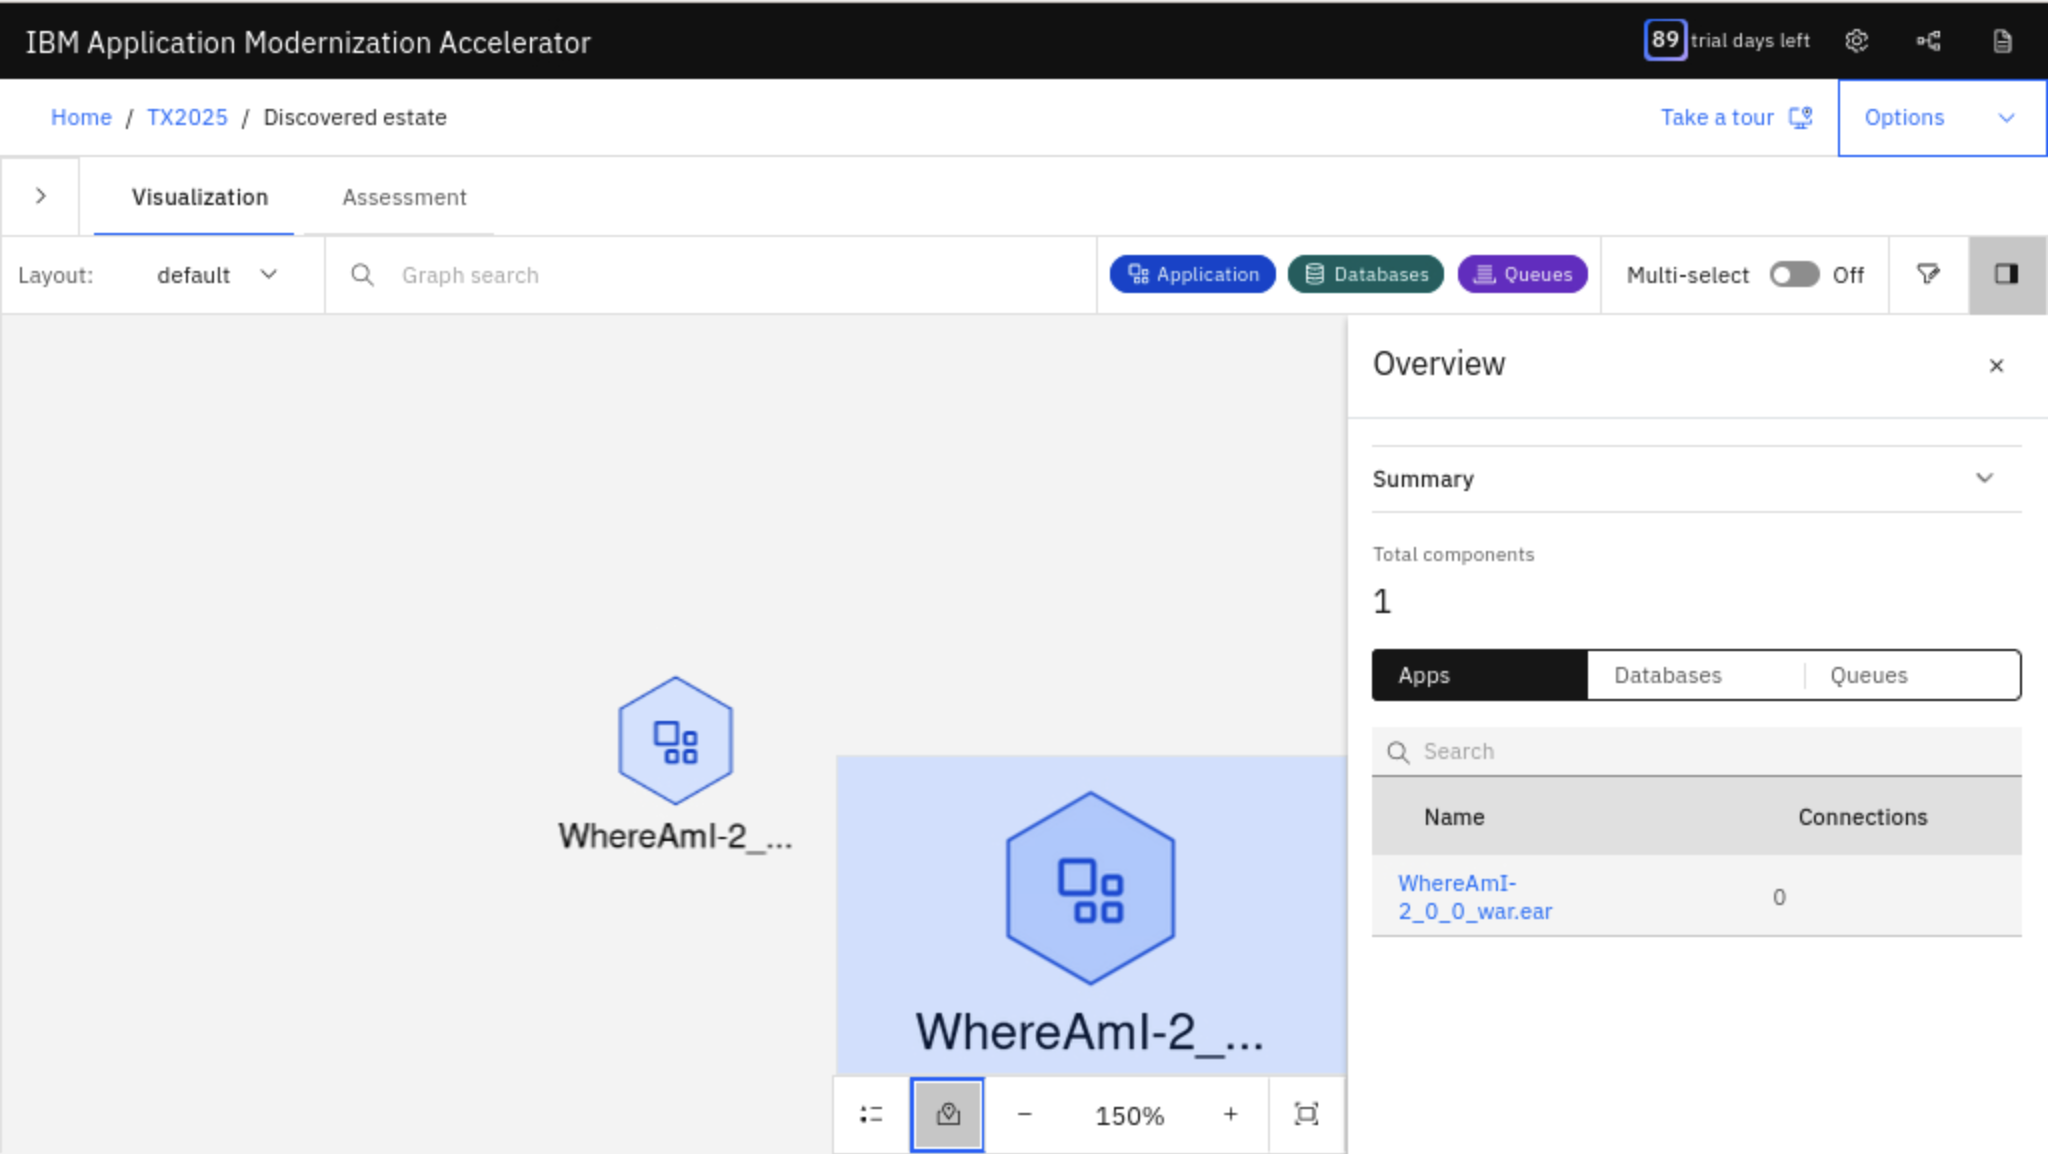 IBM Application Modernization Accelerator
89 trial days left
Home / TX2025 / Discovered estate
Take a tour
Options
Visualization
Assessment
Layout: default
Graph search
Application
Databases
Queues
Multi-select Off
Overview
Summary
Total components
1
Apps
Databases
Queues
Search
Name
Connections
WhereAmI-
2_0_0_war.ear
0
WhereAmI-2_...
WhereAmI-2_...
150%